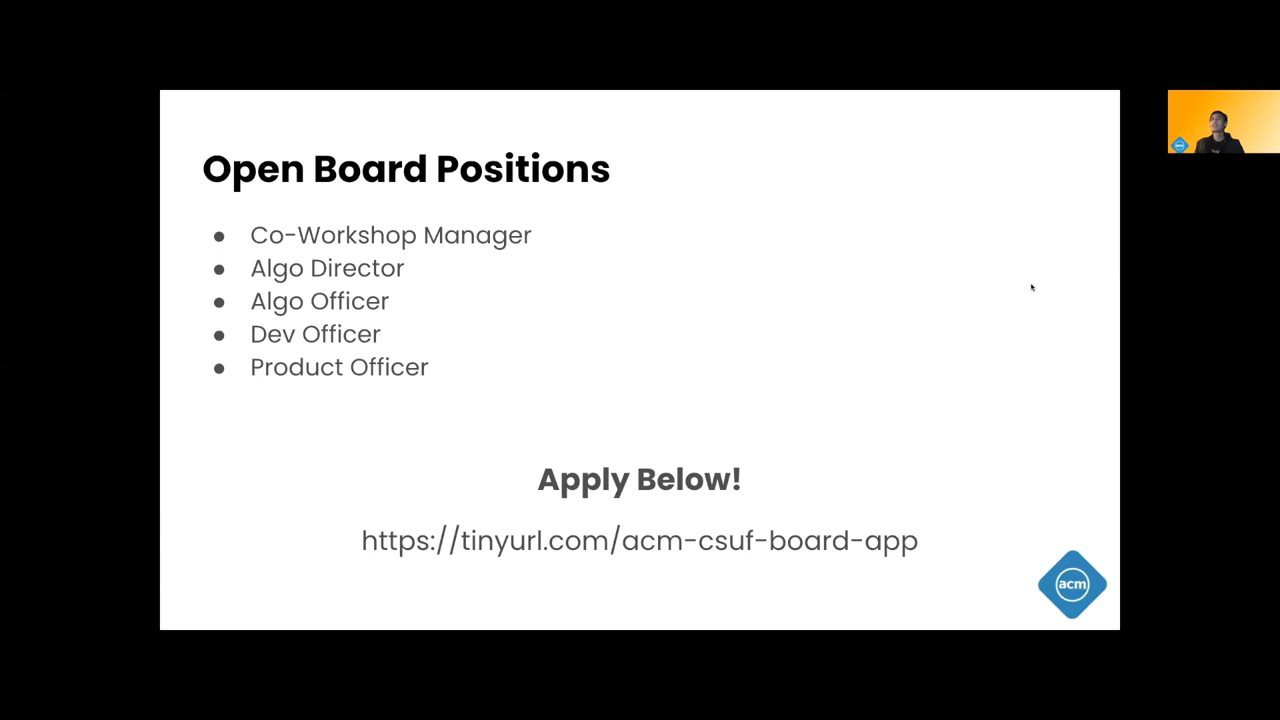 Open Board Positions
● Co-Workshop Manager
● Algo Director
● Algo Officer
● Dev Officer
● Product Officer
Apply Below!
https://tinyurl.com/acm-csuf-board-app
acm
acm